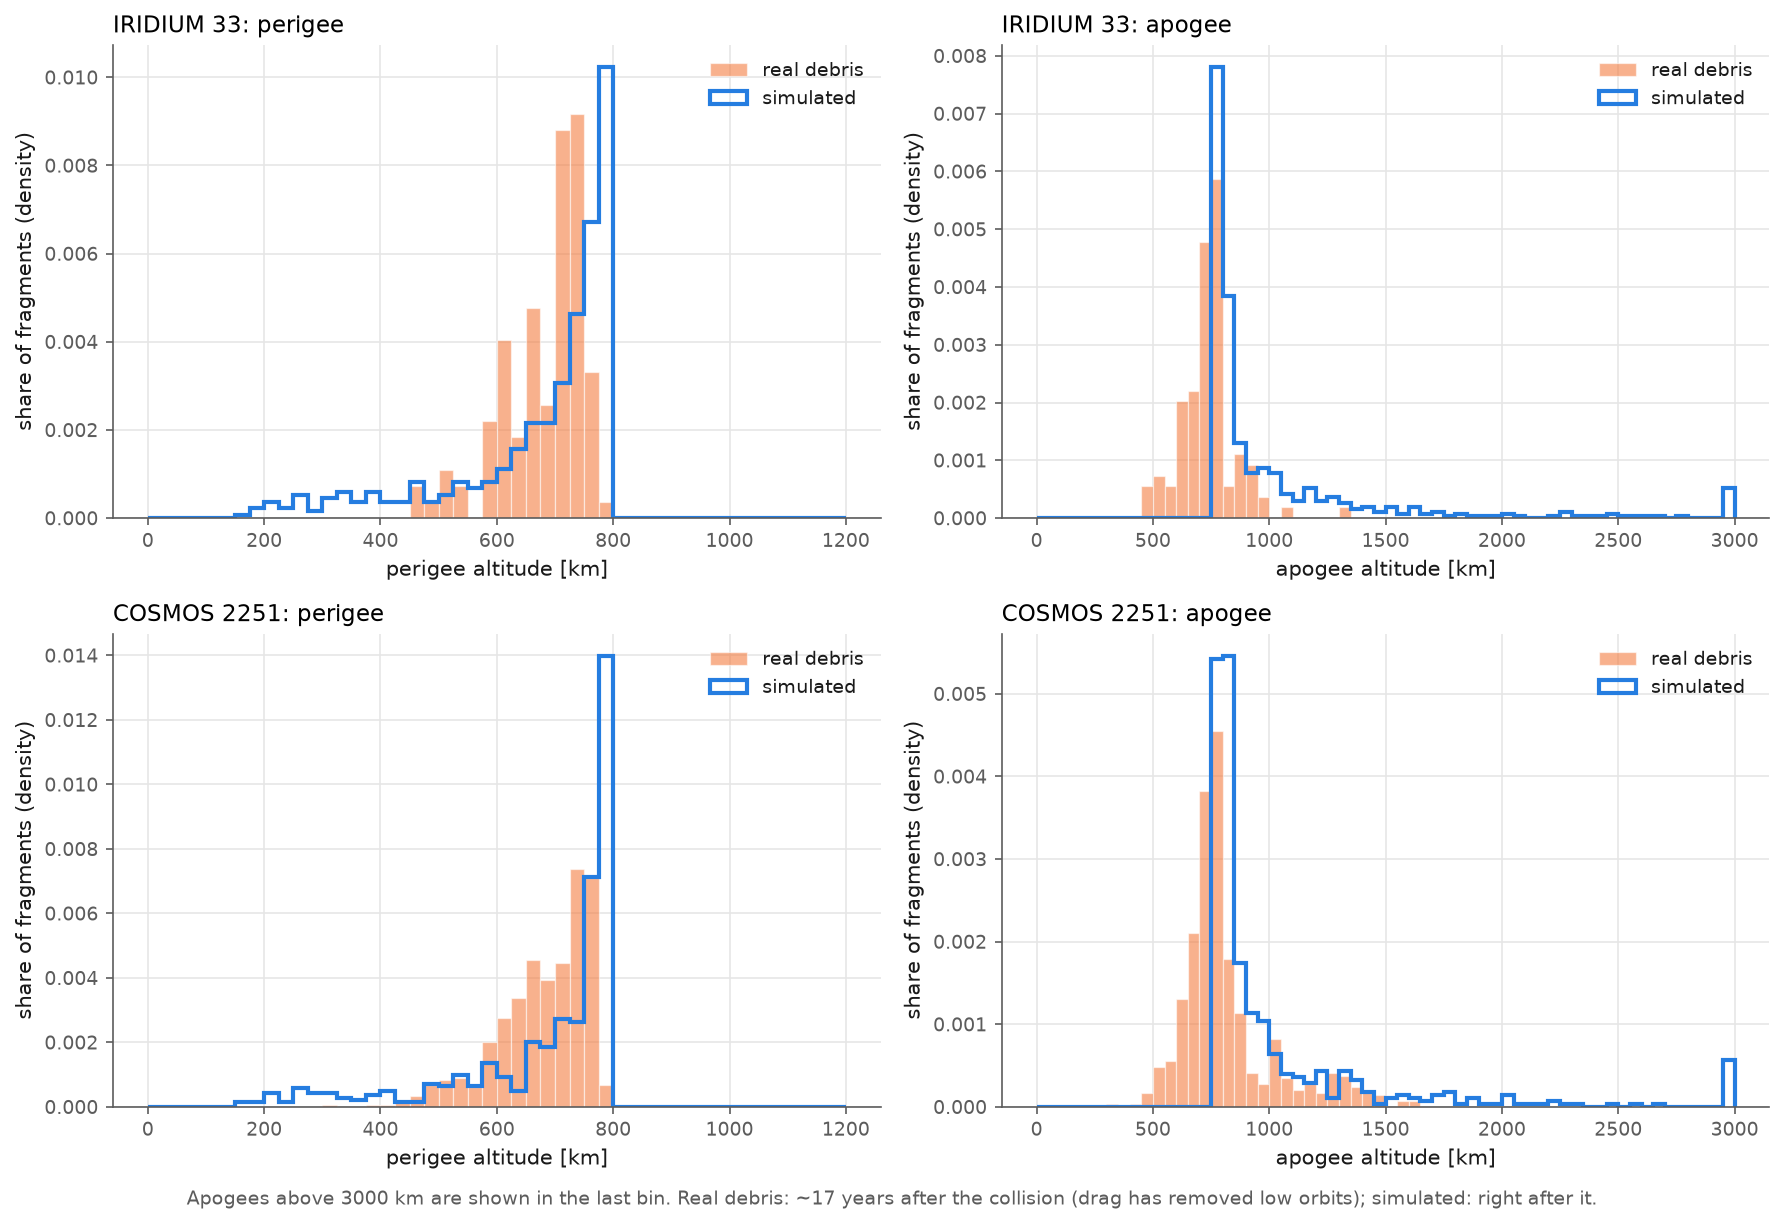 IRIDIUM 33: perigee
share of fragments (density)
0.010
0.008
0.006
0.004
0.002
0.000
real debris
simulated
0 200 400 600 800 1000 1200
perigee altitude [km]
IRIDIUM 33: apogee
share of fragments (density)
0.008
0.007
0.006
0.005
0.004
0.003
0.002
0.001
0.000
real debris
simulated
0 500 1000 1500 2000 2500 3000
apogee altitude [km]
COSMOS 2251: perigee
share of fragments (density)
0.014
0.012
0.010
0.008
0.006
0.004
0.002
0.000
real debris
simulated
0 200 400 600 800 1000 1200
perigee altitude [km]
COSMOS 2251: apogee
share of fragments (density)
0.005
0.004
0.003
0.002
0.001
0.000
real debris
simulated
0 500 1000 1500 2000 2500 3000
apogee altitude [km]
Apogees above 3000 km are shown in the last bin. Real debris: ~17 years after the collision (drag has removed low orbits); simulated: right after it.